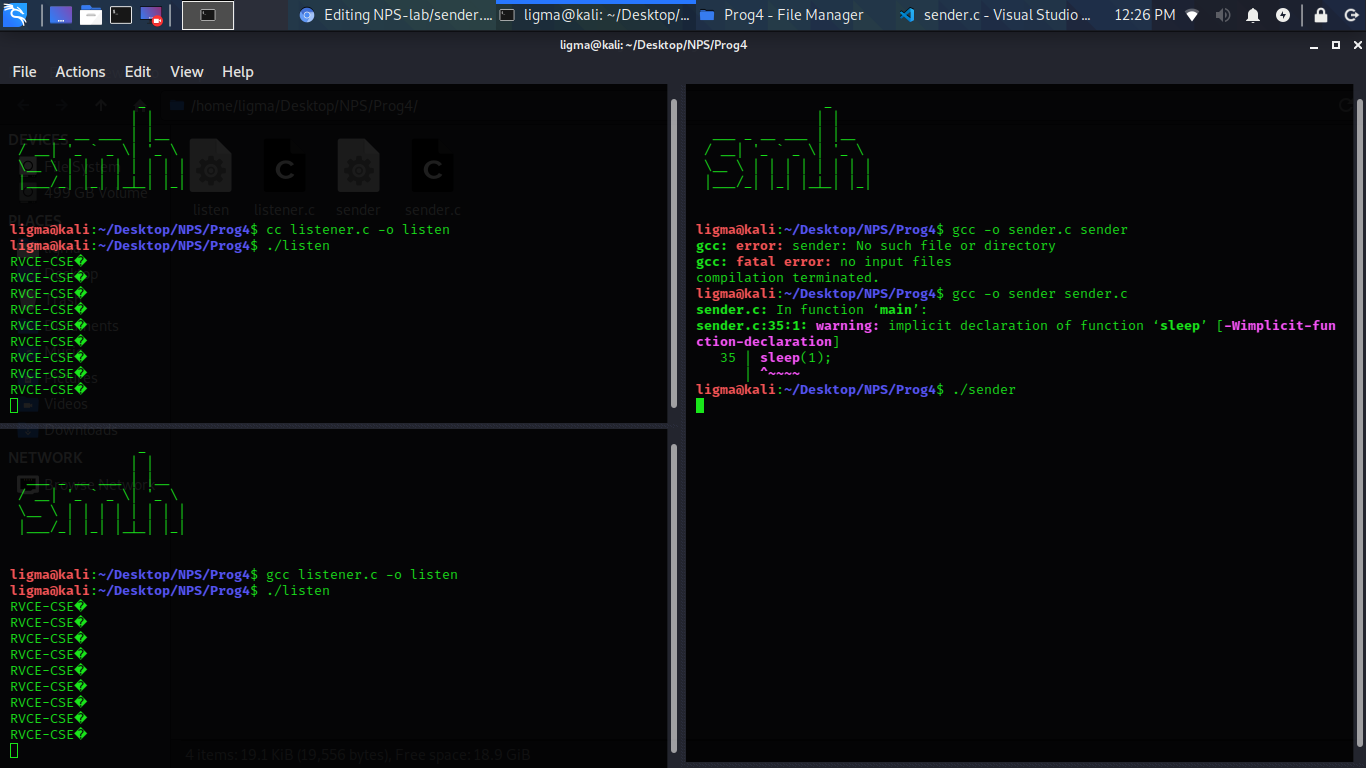 Editing NPS-lab/sender....
ligma@kali: ~/Desktop/...
Prog4 - File Manager
sender.c - Visual Studio ...
12:26 PM
ligma@kali: ~/Desktop/NPS/Prog4
File Actions Edit View Help
/home/ligma/Desktop/NPS/Prog4/
DEVICES
File System
499 GB Volume
PLACES
Videos
Downloads
NETWORK
listen
listener.c
sender
sender.c
smh
ligma@kali:~/Desktop/NPS/Prog4$ cc listener.c -o listen
ligma@kali:~/Desktop/NPS/Prog4$ ./listen
RVCE-CSE�
RVCE-CSE�
RVCE-CSE�
RVCE-CSE�
RVCE-CSE�
RVCE-CSE�
RVCE-CSE�
RVCE-CSE�
RVCE-CSE�
smh
ligma@kali:~/Desktop/NPS/Prog4$ gcc listener.c -o listen
ligma@kali:~/Desktop/NPS/Prog4$ ./listen
RVCE-CSE�
RVCE-CSE�
RVCE-CSE�
RVCE-CSE�
RVCE-CSE�
RVCE-CSE�
RVCE-CSE�
RVCE-CSE�
RVCE-CSE�
4 items: 19.1 KiB (19,556 bytes), Free space: 18.9 GiB
smh
ligma@kali:~/Desktop/NPS/Prog4$ gcc -o sender.c sender
gcc: error: sender: No such file or directory
gcc: fatal error: no input files
compilation terminated.
ligma@kali:~/Desktop/NPS/Prog4$ gcc -o sender sender.c
sender.c: In function ‘main’:
sender.c:35:1: warning: implicit declaration of function ‘sleep’ [-Wimplicit-fun
ction-declaration]
35 | sleep(1);
| ^~~~~
ligma@kali:~/Desktop/NPS/Prog4$ ./sender